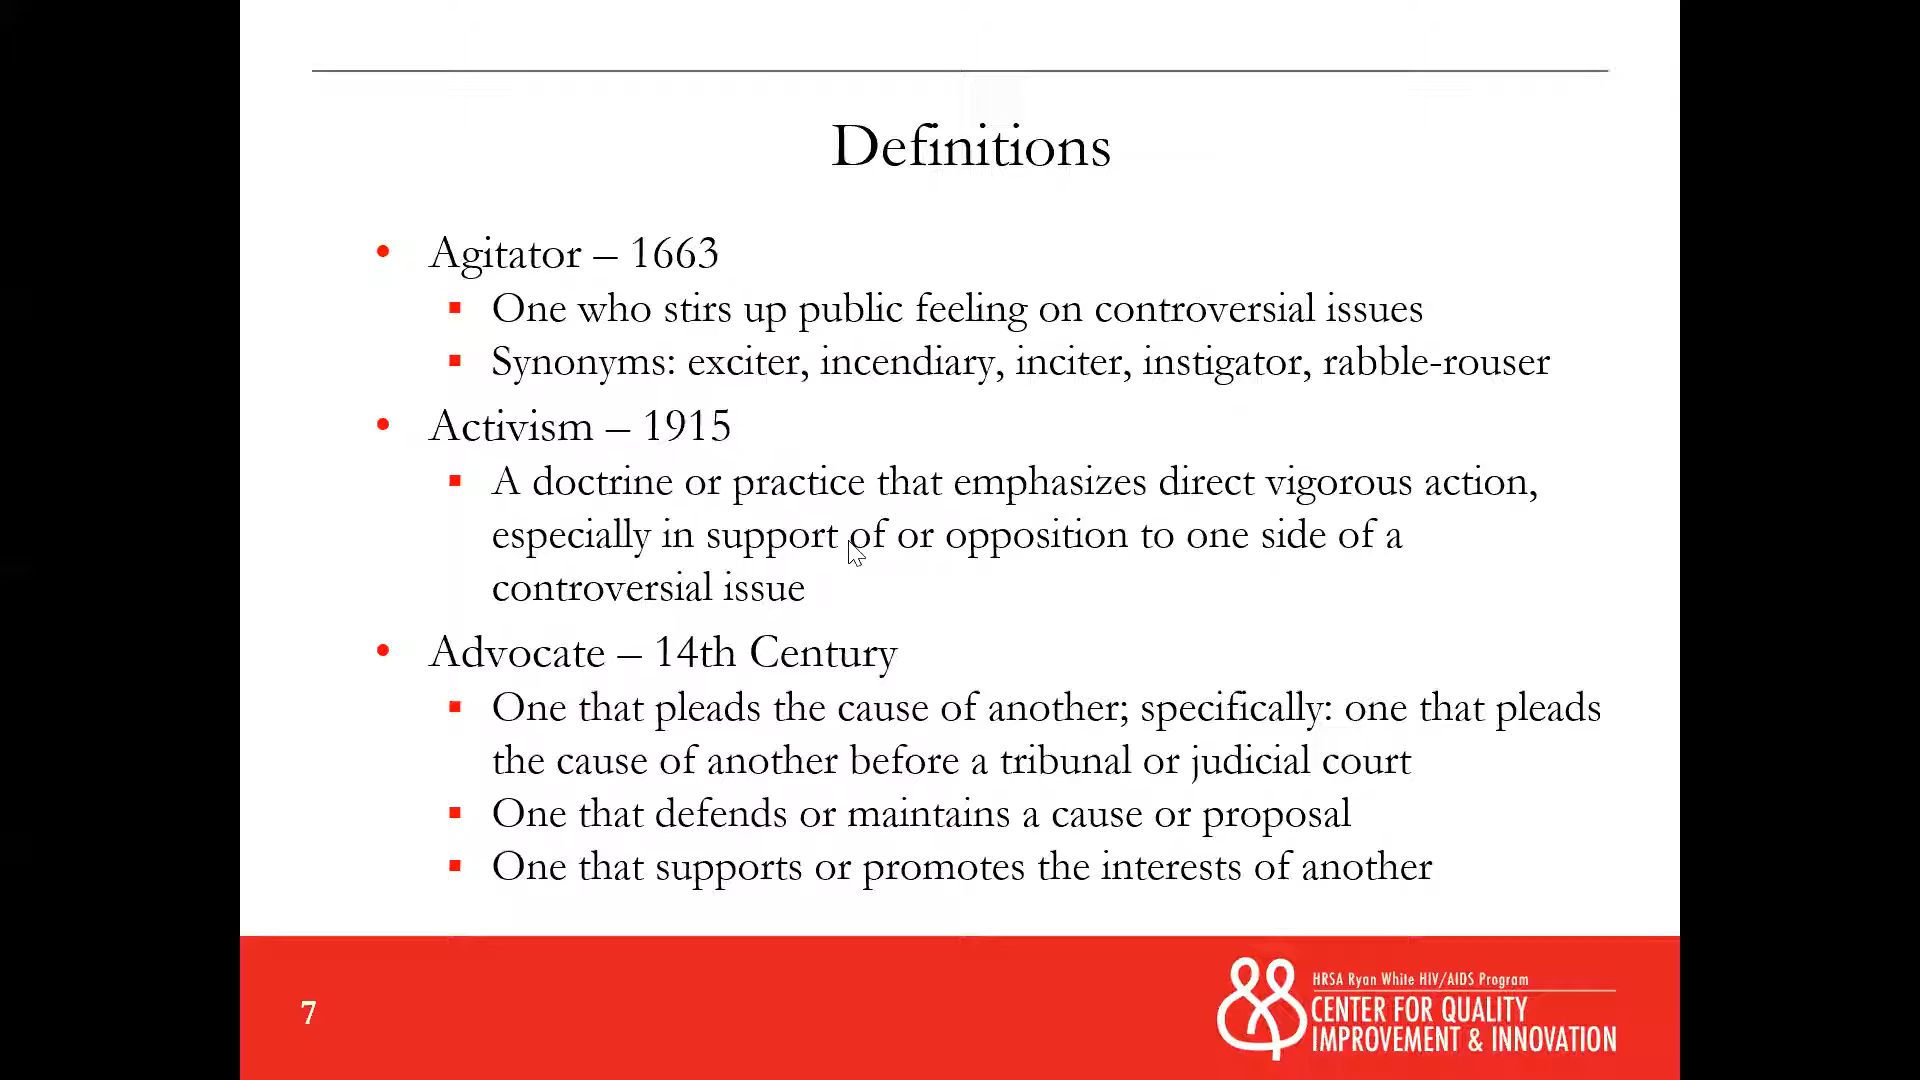 Definitions
• Agitator – 1663
▪ One who stirs up public feeling on controversial issues
▪ Synonyms: exciter, incendiary, inciter, instigator, rabble-rouser
• Activism – 1915
▪ A doctrine or practice that emphasizes direct vigorous action,
especially in support of or opposition to one side of a
controversial issue
• Advocate – 14th Century
▪ One that pleads the cause of another; specifically: one that pleads
the cause of another before a tribunal or judicial court
▪ One that defends or maintains a cause or proposal
▪ One that supports or promotes the interests of another
7
HRSA Ryan White HIV/AIDS Program
CENTER FOR QUALITY
IMPROVEMENT & INNOVATION